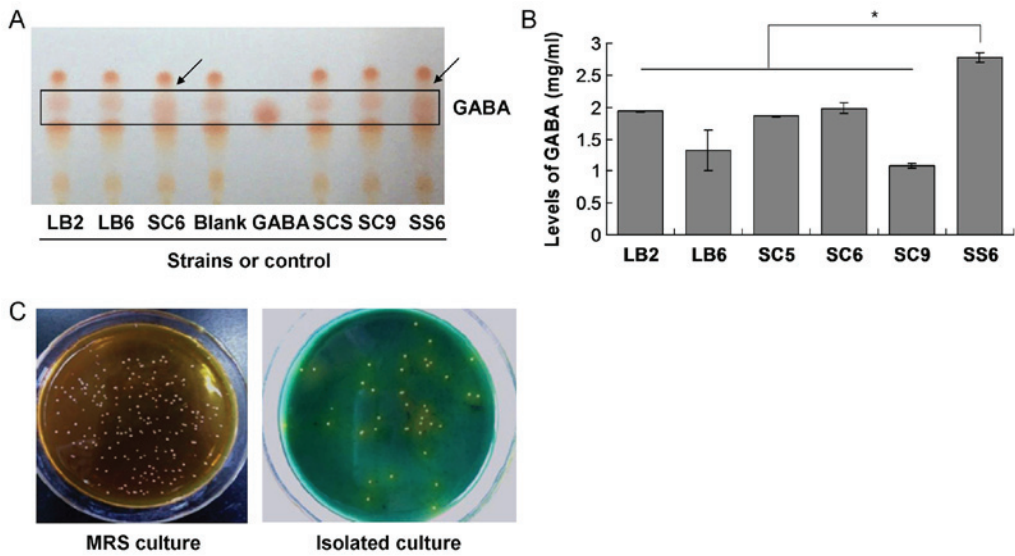 A
GABA
LB2 LB6 SC6 Blank GABA SCS SC9 SS6
Strains or control
B
*
Levels of GABA (mg/ml)
3
2.5
2
1.5
1
0.5
0
LB2 LB6 SC5 SC6 SC9 SS6
C
MRS culture
Isolated culture